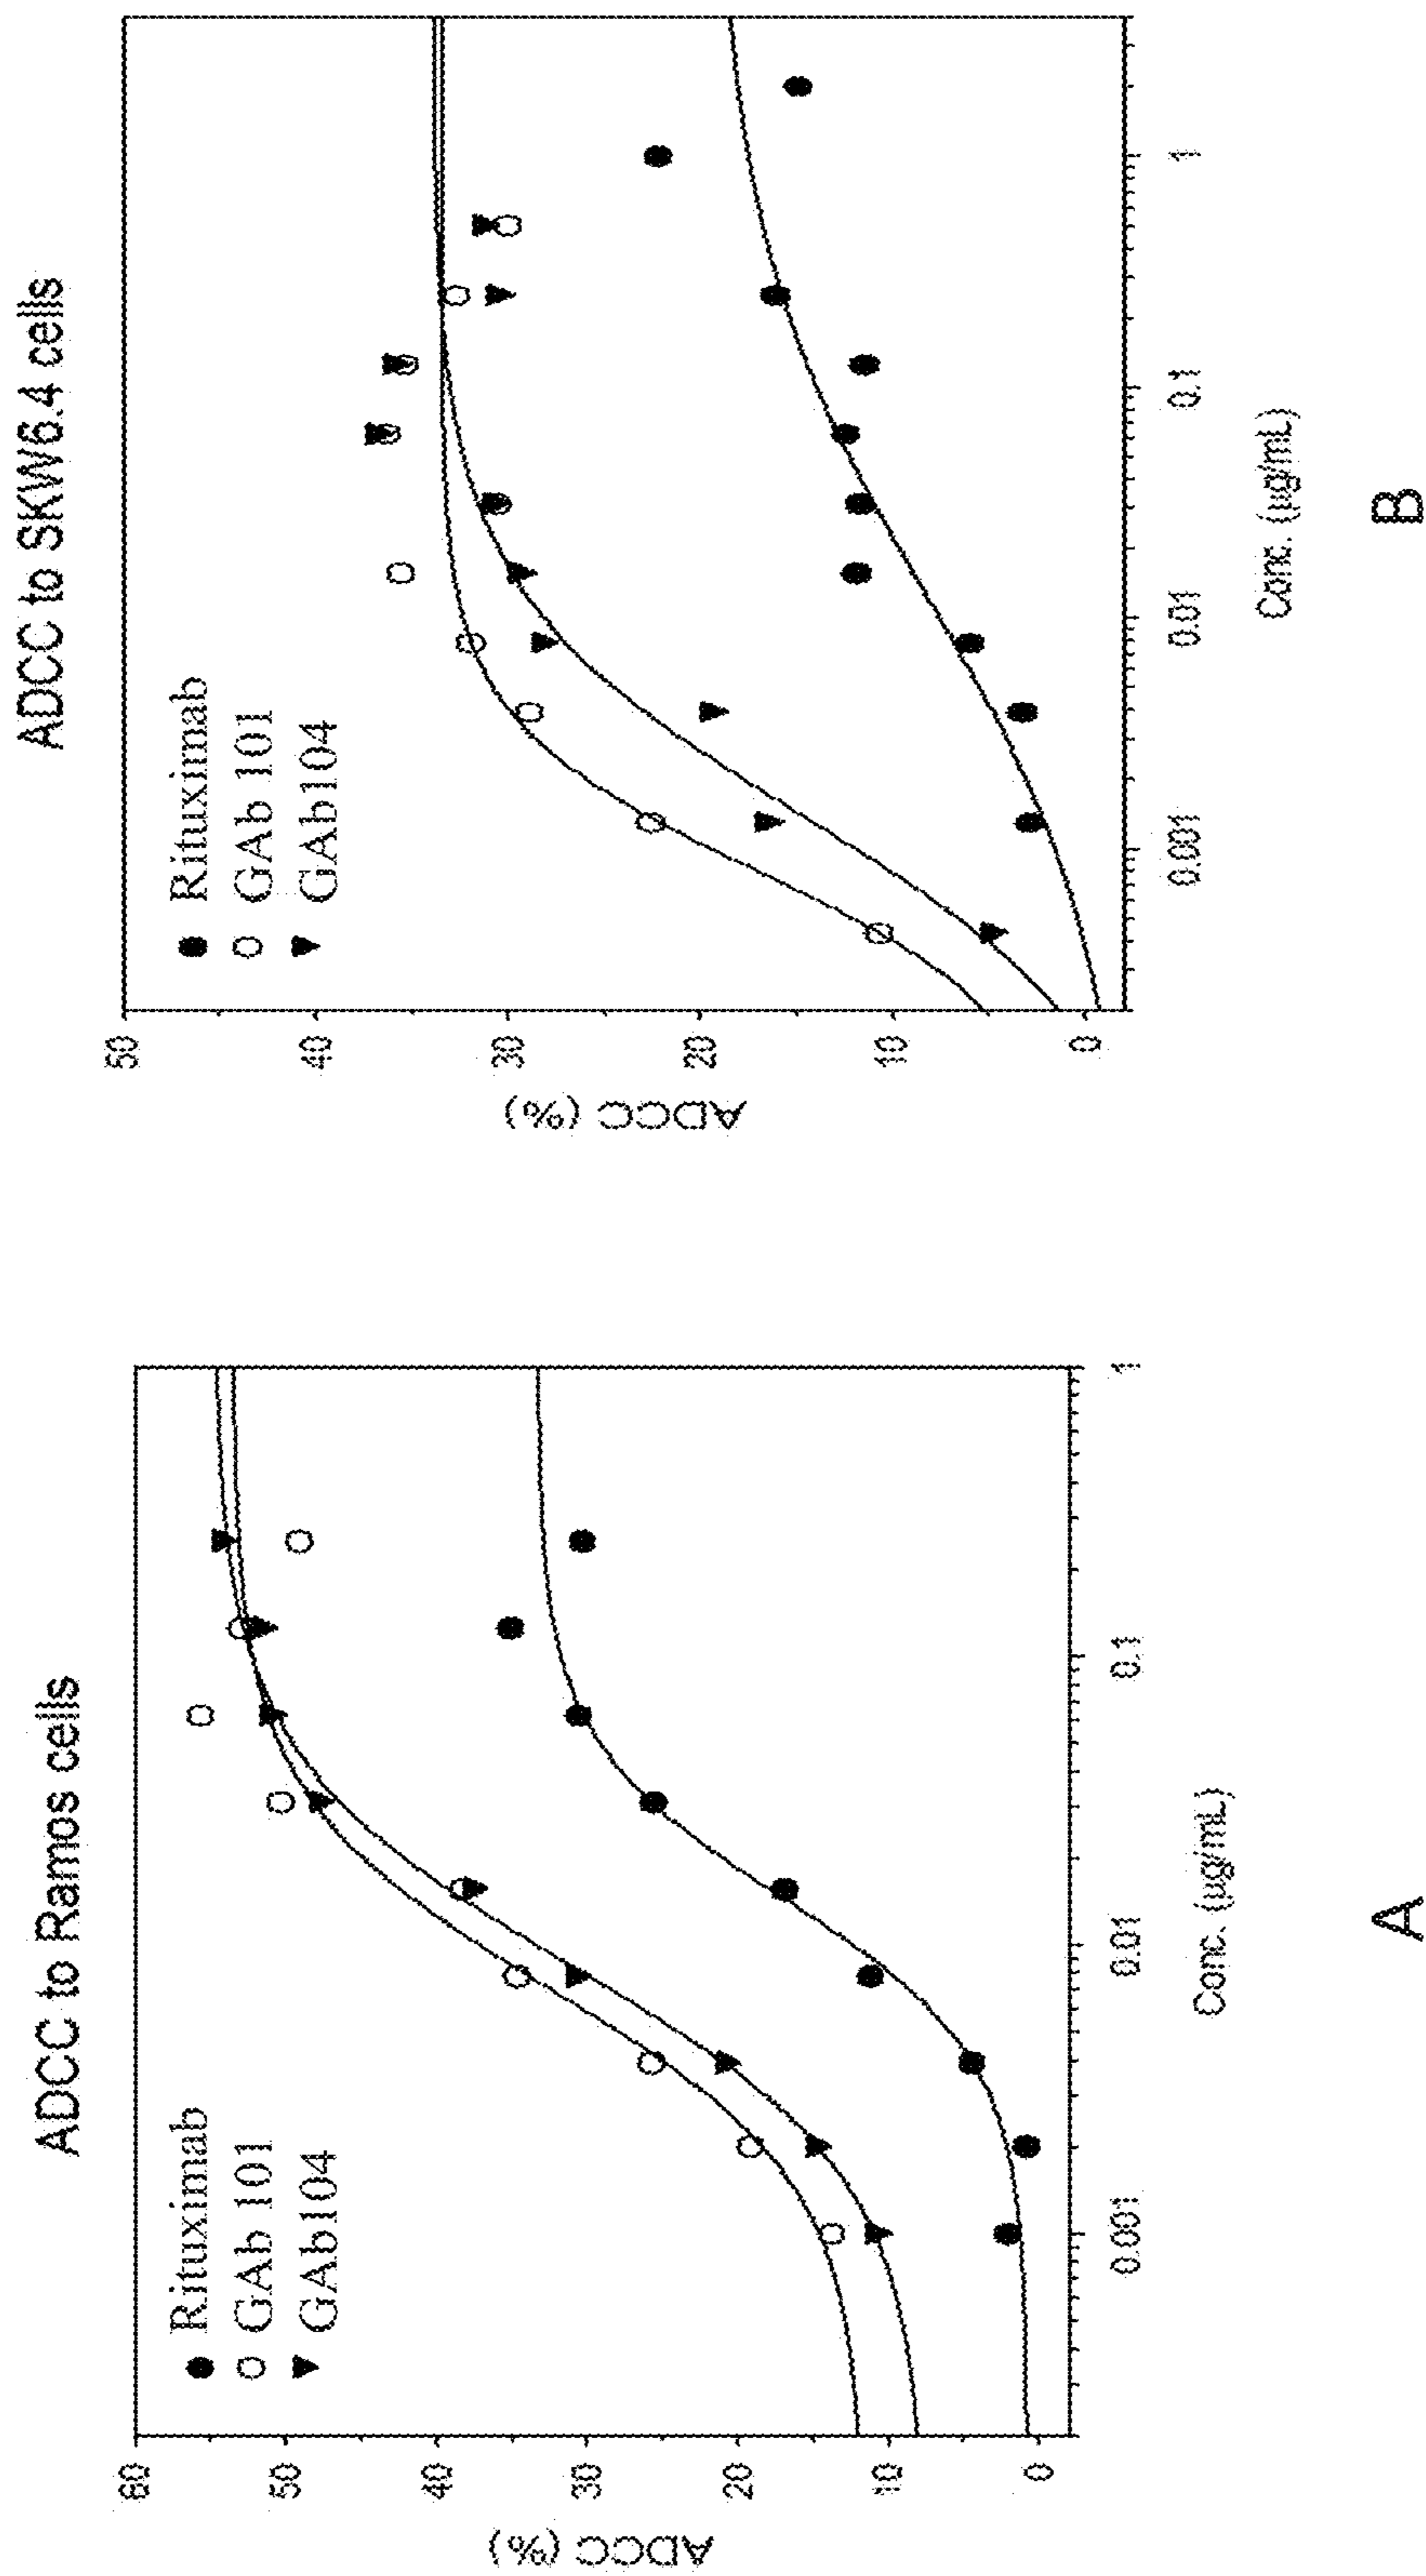 ADCC to Ramos cells
Rituximab
GAb 101
GAb104
ADCC (%)
60
50
40
30
20
10
0
0.001
0.01
0.1
1
Conc. (µg/mL)
A
ADCC to SKW6.4 cells
Rituximab
GAb 101
GAb104
ADCC (%)
50
40
30
20
10
0
0.001
0.01
0.1
1
Conc. (µg/mL)
B